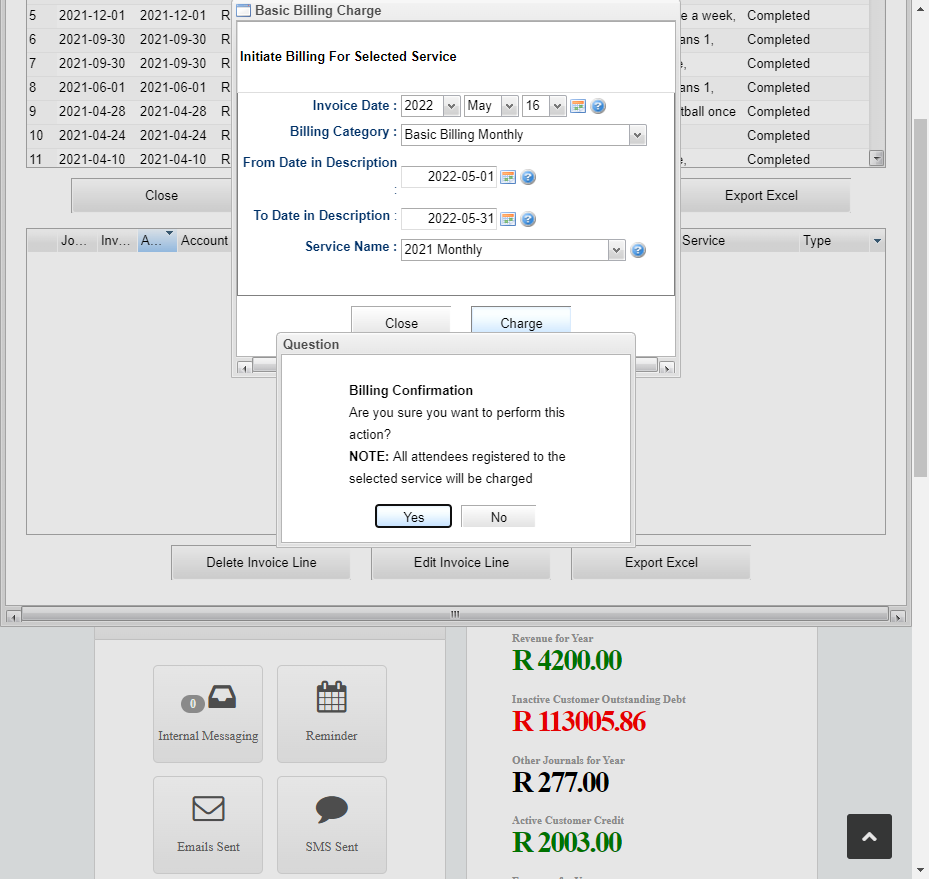 Basic Billing Charge
5 2021-12-01 2021-12-01 R e a week, Completed
6 2021-09-30 2021-09-30 R ans 1, Completed
7 2021-09-30 2021-09-30 R e, Completed
8 2021-06-01 2021-06-01 R ans 1, Completed
9 2021-04-28 2021-04-28 R tball once Completed
10 2021-04-24 2021-04-24 R Completed
11 2021-04-10 2021-04-10 R e, Completed
Initiate Billing For Selected Service
Invoice Date : 2022 May 16
Billing Category : Basic Billing Monthly
From Date in Description
: 2022-05-01
To Date in Description : 2022-05-31
Service Name : 2021 Monthly
Close Charge
Close Export Excel
Jo... Inv... A... Account Service Type
Question
Billing Confirmation
Are you sure you want to perform this
action?
NOTE: All attendees registered to the
selected service will be charged
Yes No
Delete Invoice Line Edit Invoice Line Export Excel
0
Internal Messaging
Reminder
Emails Sent
SMS Sent
Revenue for Year
R 4200.00
Inactive Customer Outstanding Debt
R 113005.86
Other Journals for Year
R 277.00
Active Customer Credit
R 2003.00